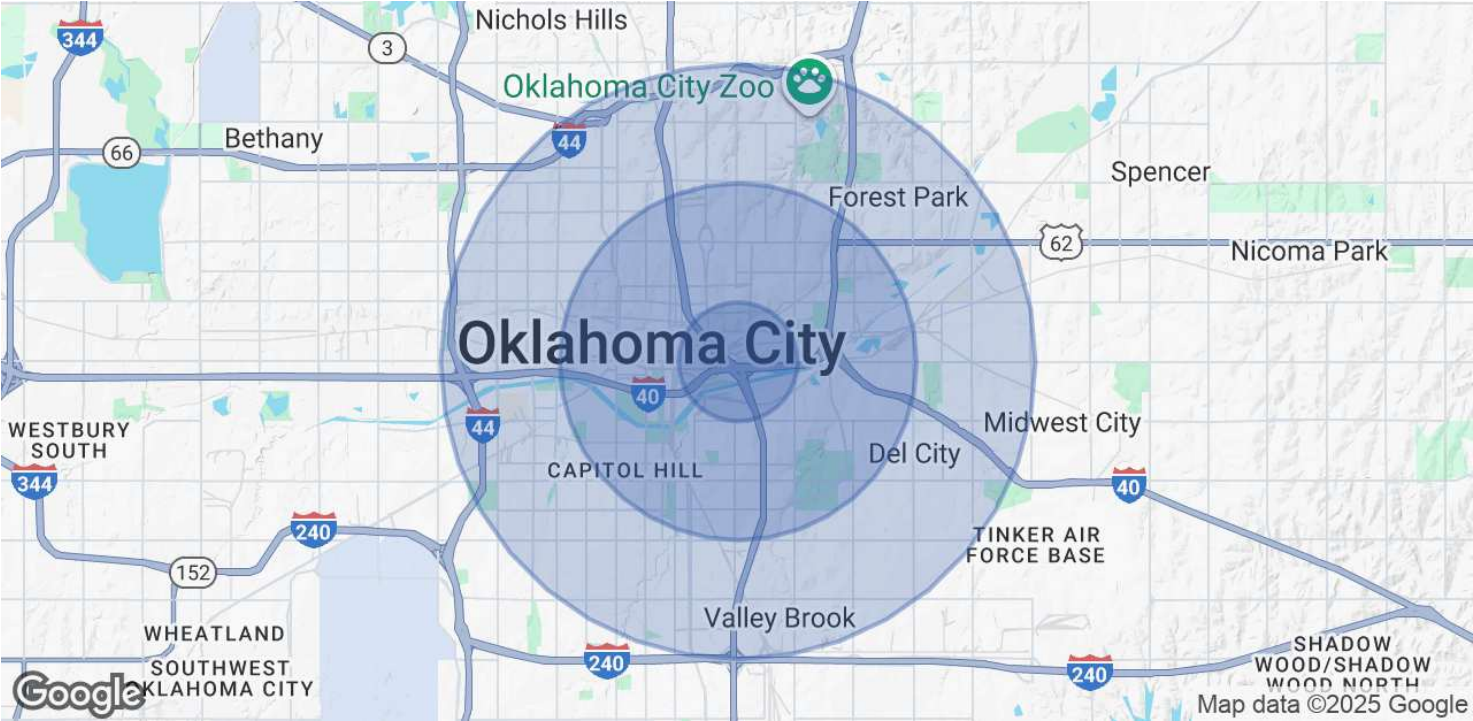 Nichols Hills
344
3
Oklahoma City Zoo
44
Bethany
66
Spencer
Forest Park
62
Nicoma Park
Oklahoma City
40
44
WESTBURY
SOUTH
Midwest City
Del City
CAPITOL HILL
344
40
240
TINKER AIR
FORCE BASE
152
Valley Brook
WHEATLAND
SHADOW
WOOD/SHADOW
WOOD NORTH
240
240
SOUTHWEST
OKLAHOMA CITY
Google
Map data ©2025 Google